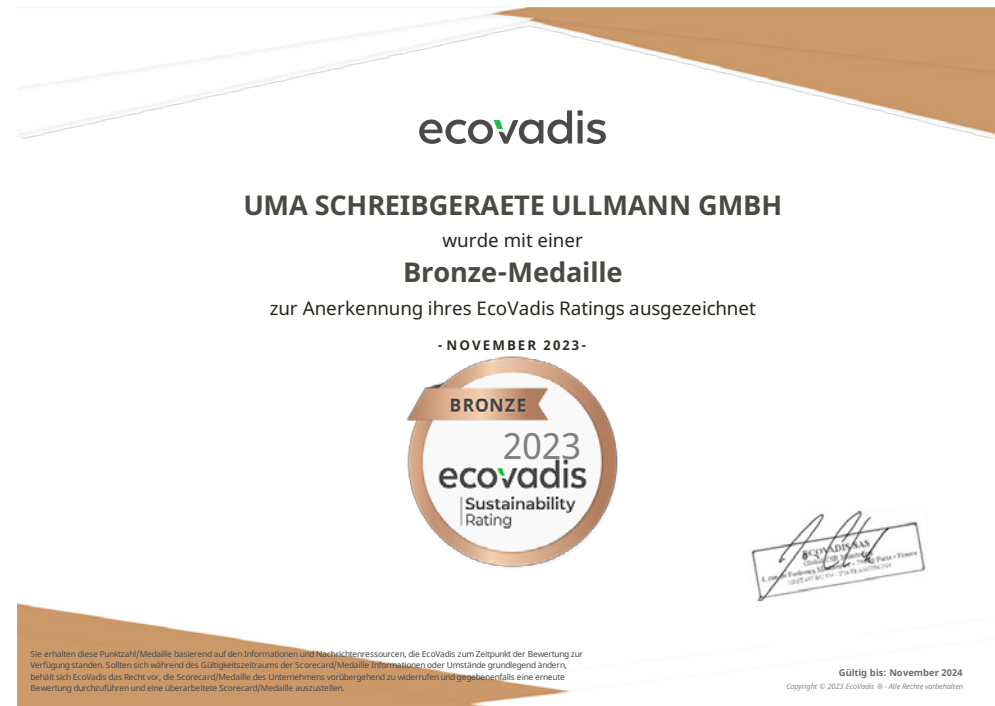 ecovadis
UMA SCHREIBGERAETE ULLMANN GMBH
wurde mit einer
Bronze-Medaille
zur Anerkennung ihres EcoVadis Ratings ausgezeichnet
- NOVEMBER 2023-
BRONZE
2023
ecovadis
Sustainability
Rating
ECOVADIS SAS
Sie erhalten diese Punktzahl/Medaille basierend auf den Informationen und Nachrichtenressourcen, die EcoVadis zum Zeitpunkt der Bewertung zur
Verfügung standen. Sollten sich während des Gültigkeitszeitraums der Scorecard/Medaille Informationen oder Umstände grundlegend ändern,
behält sich EcoVadis das Recht vor, die Scorecard/Medaille des Unternehmens vorübergehend zu widerrufen und gegebenenfalls eine erneute
Bewertung durchzuführen und eine überarbeitete Scorecard/Medaille auszustellen.
Gültig bis: November 2024
Copyright © 2023 EcoVadis ® - Alle Rechte vorbehalten